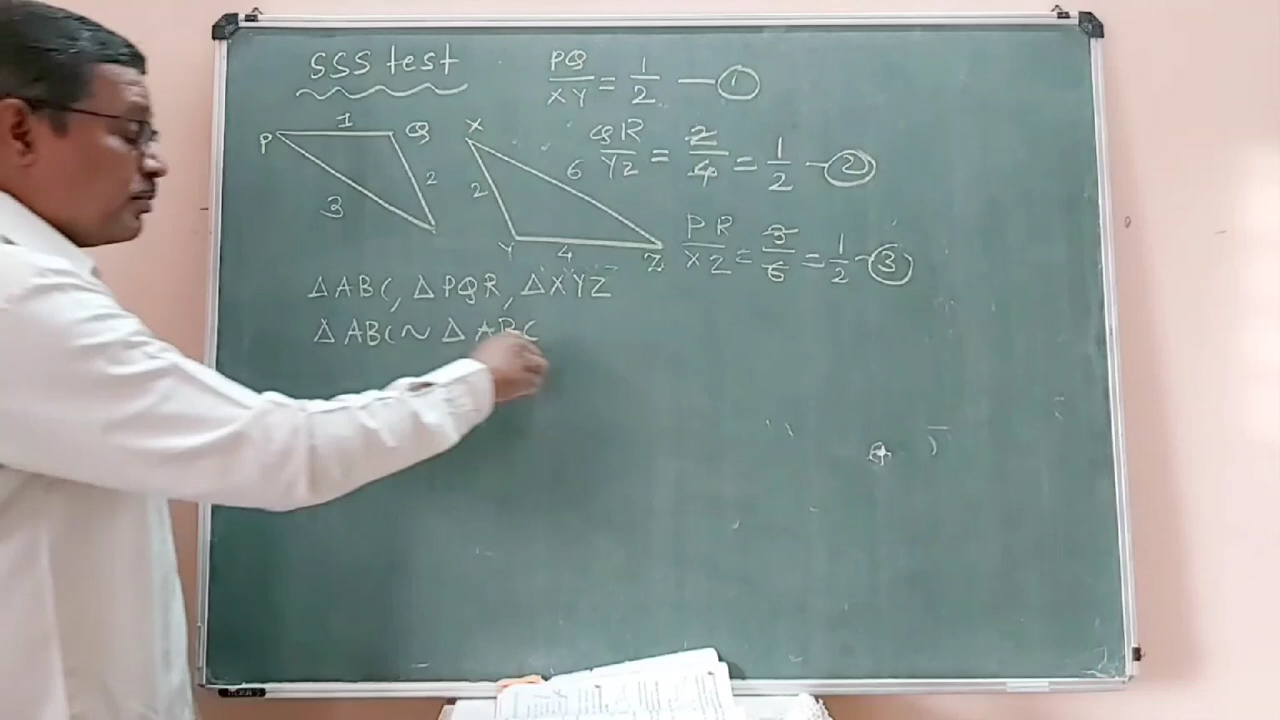 SSS test
PQ/XY = 1/2 — ①
P 1 Q
3 2
X
2 6
Y 4 Z
QR/YZ = 2/4 = 1/2 — ②
PR/XZ = 3/6 = 1/2 — ③
△ABC, △PQR, △XYZ
△ABC ~ △ABC